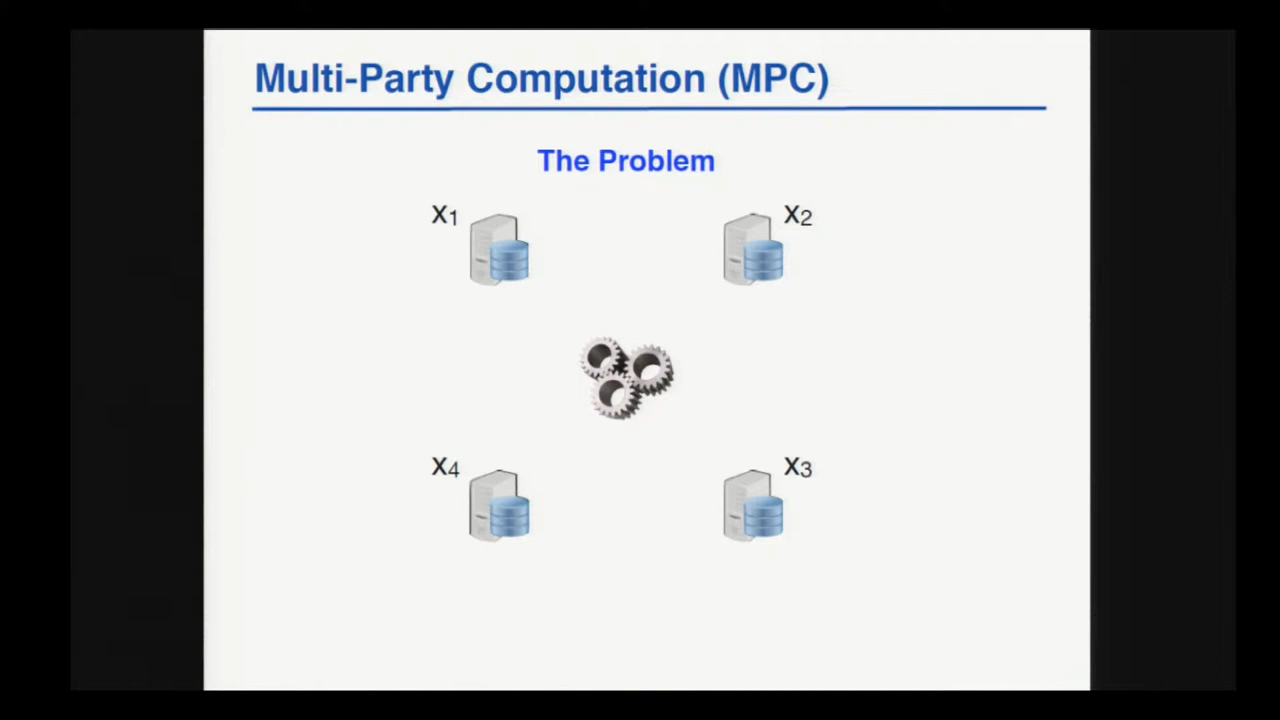 Multi-Party Computation (MPC)
The Problem
x1
x2
x4
x3